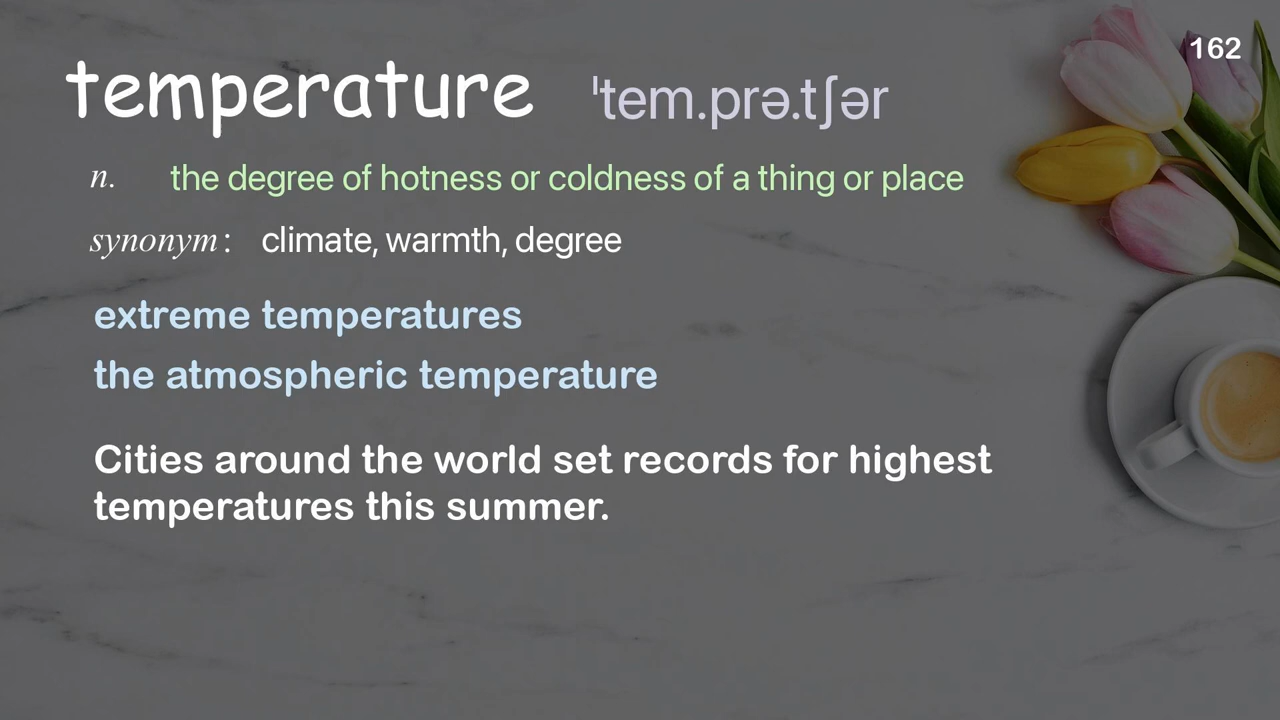 162
temperature ˈtem.prə.tʃər
n. the degree of hotness or coldness of a thing or place
synonym: climate, warmth, degree
extreme temperatures
the atmospheric temperature
Cities around the world set records for highest
temperatures this summer.